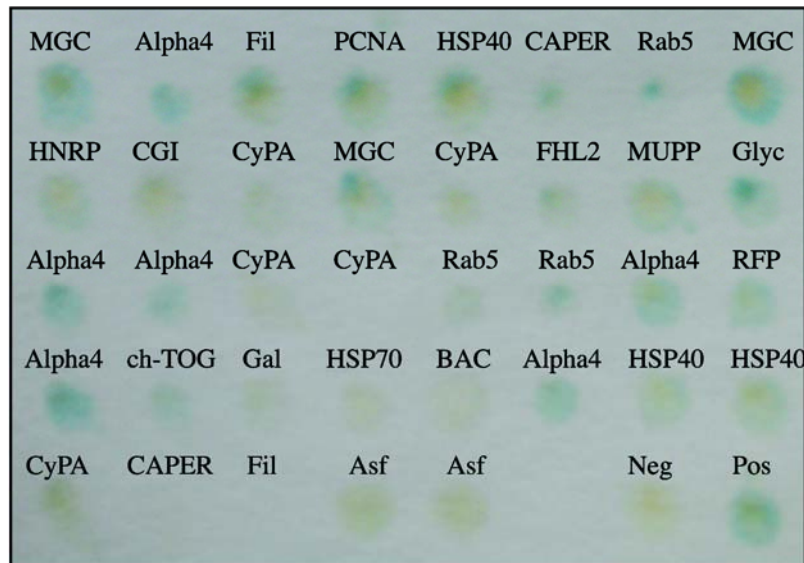 MGC Alpha4 Fil PCNA HSP40 CAPER Rab5 MGC
HNRP CGI CyPA MGC CyPA FHL2 MUPP Glyc
Alpha4 Alpha4 CyPA CyPA Rab5 Rab5 Alpha4 RFP
Alpha4 ch-TOG Gal HSP70 BAC Alpha4 HSP40 HSP40
CyPA CAPER Fil Asf Asf Neg Pos